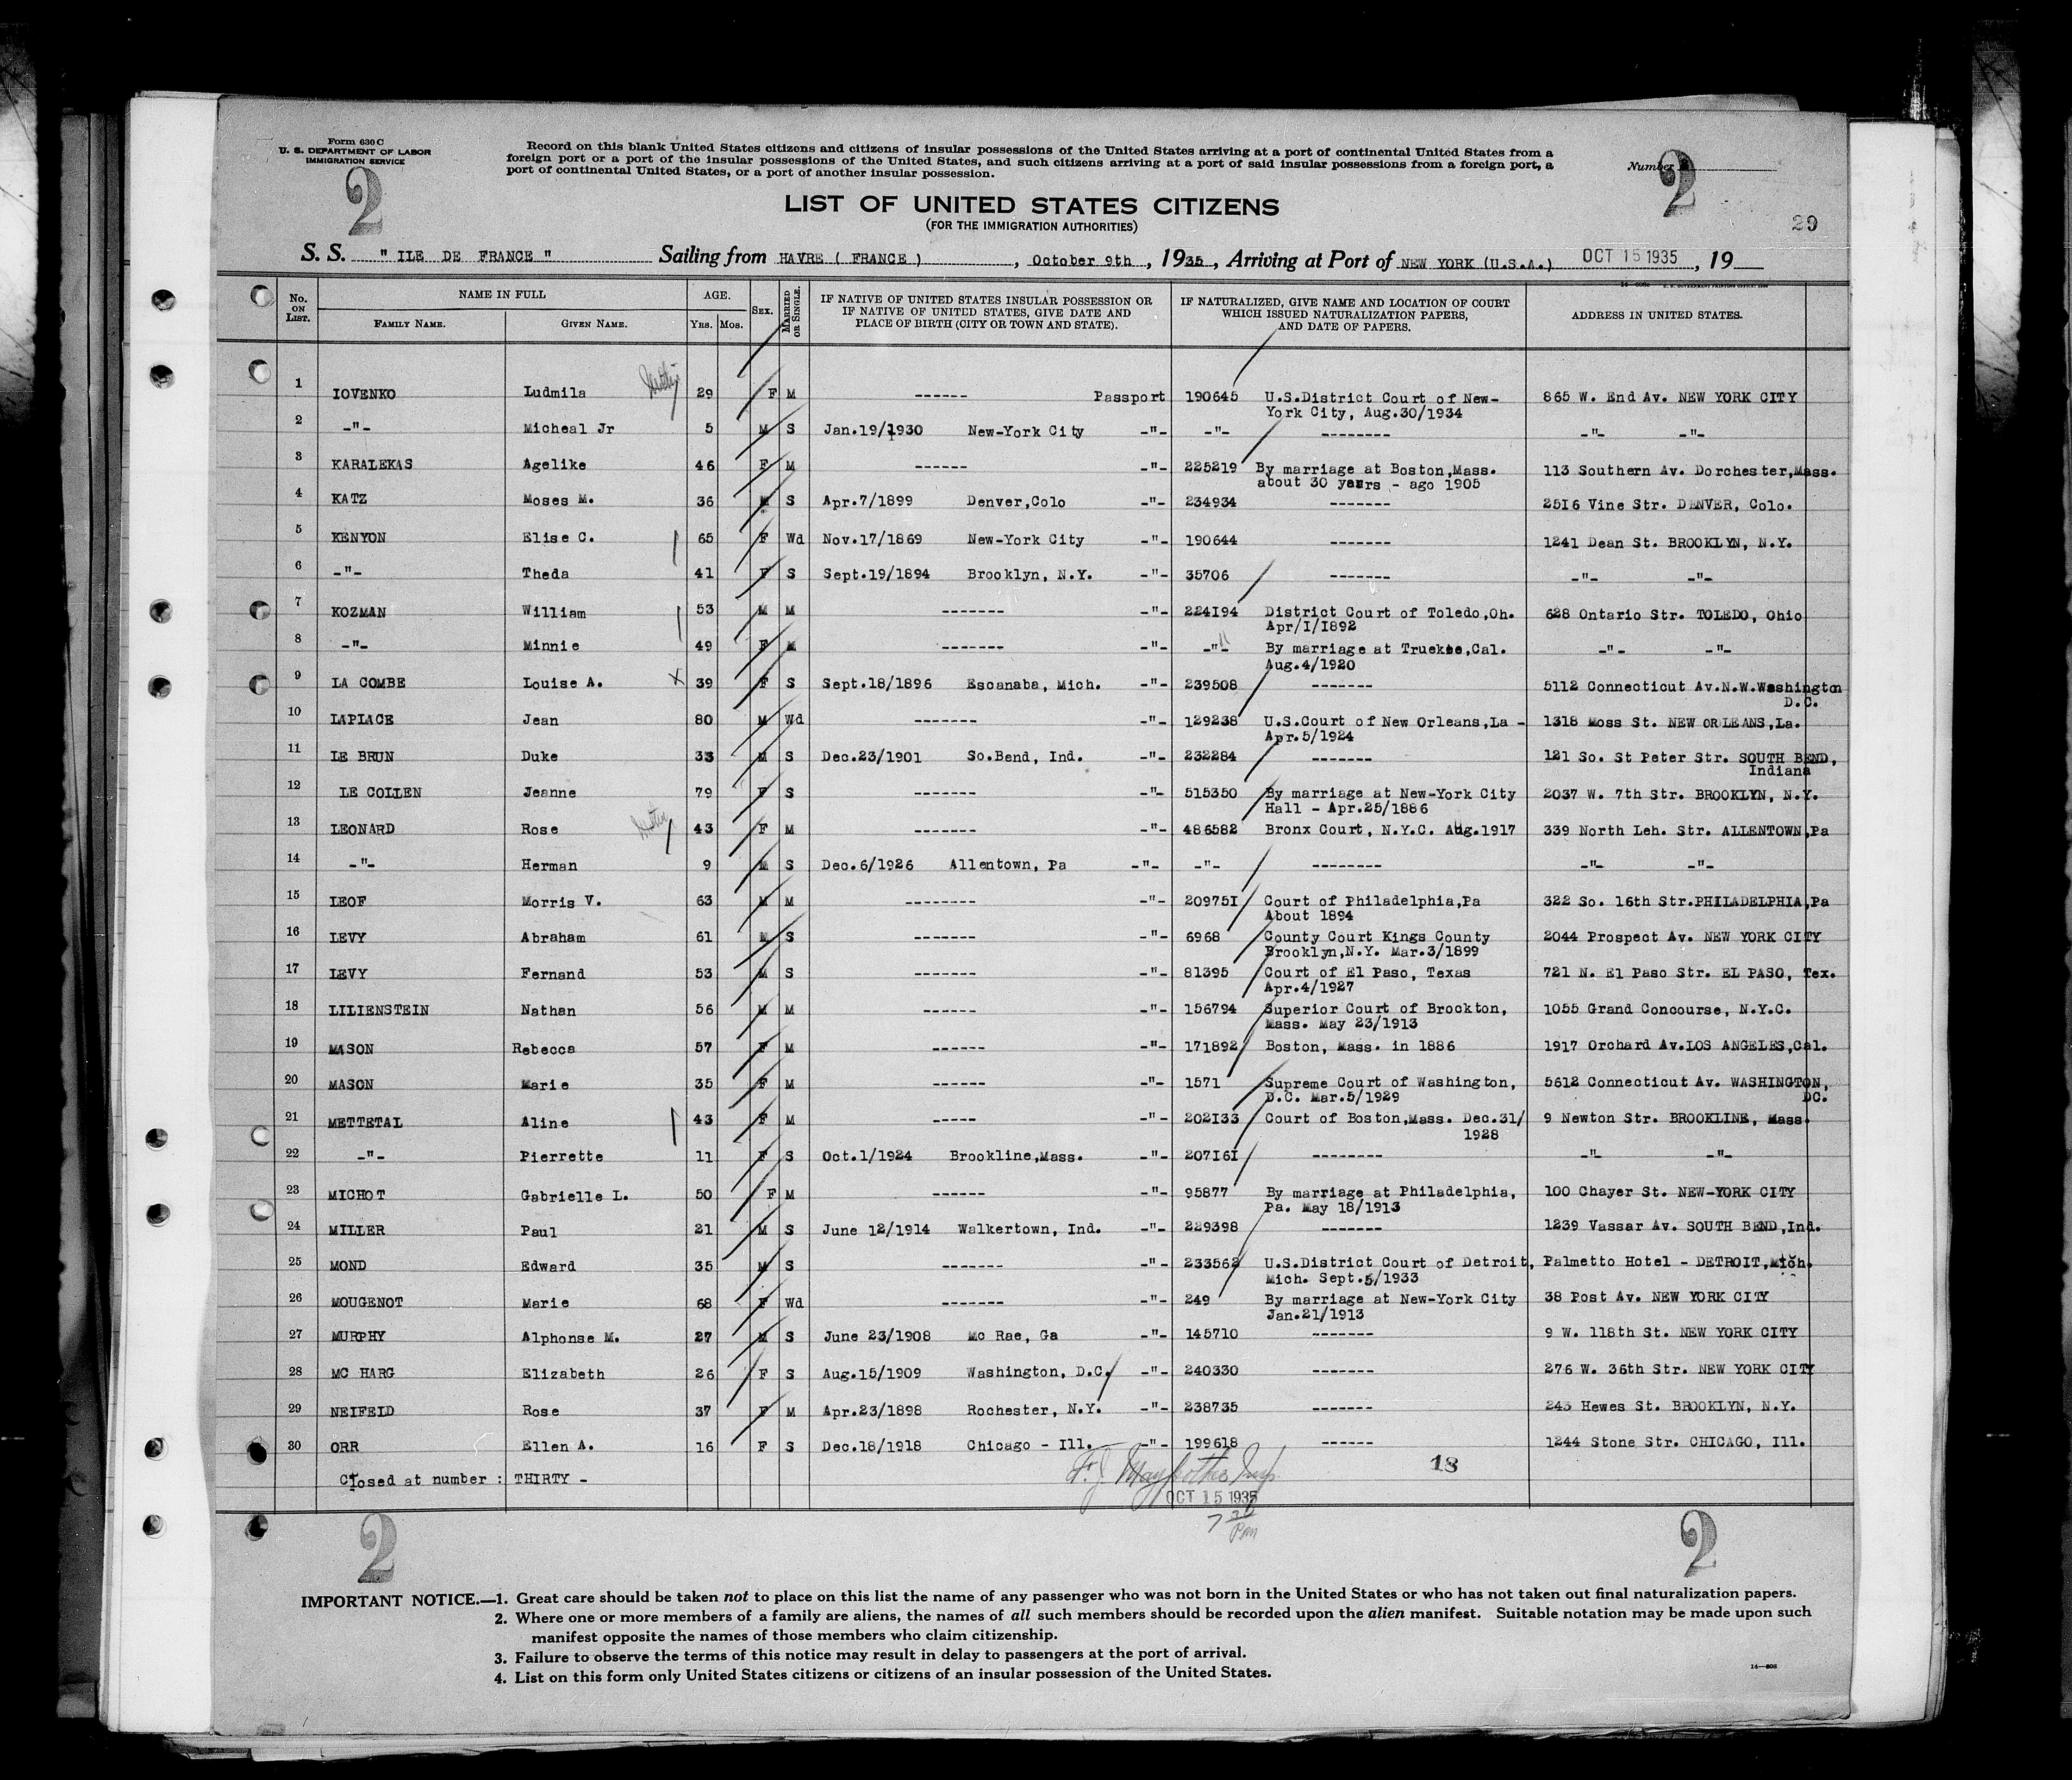 Form 630 C
U. S. DEPARTMENT OF LABOR
IMMIGRATION SERVICE
2
Record on this blank United States citizens and citizens of insular possessions of the United States arriving at a port of continental United States from a
foreign port or a port of the insular possessions of the United States, and such citizens arriving at a port of said insular possessions from a foreign port, a
port of continental United States, or a port of another insular possession.
Number 2
LIST OF UNITED STATES CITIZENS
(FOR THE IMMIGRATION AUTHORITIES)
29
S. S. " ILE DE FRANCE " Sailing from HAVRE ( FRANCE ) , October 9th , 1935 , Arriving at Port of NEW YORK (U.S.A.) OCT 15 1935 , 19
No. ON LIST. NAME IN FULL FAMILY NAME. GIVEN NAME. AGE. YRS. MOS. SEX. MARRIED OR SINGLE. IF NATIVE OF UNITED STATES INSULAR POSSESSION OR IF NATIVE OF UNITED STATES, GIVE DATE AND PLACE OF BIRTH (CITY OR TOWN AND STATE). IF NATURALIZED, GIVE NAME AND LOCATION OF COURT WHICH ISSUED NATURALIZATION PAPERS, AND DATE OF PAPERS. ADDRESS IN UNITED STATES.
1 IOVENKO Ludmila 29 F M ------ Passport 190645 U.S.District Court of New- 865 W. End Av. NEW YORK CITY
York City, Aug.30/1934
2 -"- Micheal Jr 5 M S Jan.19/1930 New-York City -"- -"- -------- -"- -"-
3 KARALEKAS Agelike 46 F M ------ -"- 225219 By marriage at Boston,Mass. 113 Southern Av. Dorchester,Mass.
about 30 years - ago 1905
4 KATZ Moses M. 36 M S Apr.7/1899 Denver,Colo -"- 234934 ------- 2516 Vine Str. DENVER, Colo.
5 KENYON Elise C. 65 F Wd Nov.17/1869 New-York City -"- 190644 ------- 1241 Dean St. BROOKLYN, N.Y.
6 -"- Theda 41 F S Sept.19/1894 Brooklyn, N.Y. -"- 35706 ------- -"- -"-
7 KOZMAN William 53 M M ------- -"- 224194 District Court of Toledo,Oh. 628 Ontario Str. TOLEDO, Ohio
Apr/I/1892
8 -"- Minnie 49 F M ------- -"- -"- By marriage at Truekee,Cal. -"- -"-
Aug.4/1920
9 LA COMBE Louise A. X 39 F S Sept.18/1896 Escanaba, Mich. -"- 239508 ------- 5112 Connecticut Av.N.W.Washington
D.C.
10 LAPLACE Jean 80 M Wd ------- -"- 129238 U.S.Court of New Orleans,La - 1318 Moss St. NEW ORLEANS,La.
Apr.5/1924
11 LE BRUN Duke 33 M S Dec.23/1901 So.Bend, Ind. -"- 232284 ------- 121 So. St Peter Str. SOUTH BEND,
Indiana
12 LE COLLEN Jeanne 79 F S ------- -"- 515350 By marriage at New-York City 2037 W. 7th Str. BROOKLYN, N.Y.
Hall - Apr.25/1886
13 LEONARD Rose 43 F M ------- -"- 486582 Bronx Court, N.Y.C. Aug.1917 339 North Leh. Str. ALLENTOWN,Pa
14 -"- Herman 9 M S Dec.6/1926 Allentown, Pa -"- -"- -------- -"- -"-
15 LEOF Morris V. 63 M M -------- -"- 20975I Court of Philadelphia,Pa 322 So. 16th Str.PHILADELPHIA,Pa
About 1894
16 LEVY Abraham 61 M S ------- -"- 6968 County Court Kings County 2044 Prospect Av. NEW YORK CITY
Brooklyn,N.Y. Mar.3/1899
17 LEVY Fernand 53 M S ------- -"- 81395 Court of El Paso, Texas 721 N. El Paso Str. EL PASO, Tex.
Apr.4/1927
18 LILIENSTEIN Nathan 56 M M ------ -"- 156794 Superior Court of Brockton, 1055 Grand Concourse, N.Y.C.
Mass. May 23/1913
19 MASON Rebecca 57 F M ------ -"- 171892 Boston, Mass. in 1886 1917 Orchard Av.LOS ANGELES,Cal.
20 MASON Marie 35 F M ------ -"- 1571 Supreme Court of Washington, 5612 Connecticut Av. WASHINGTON,
D.C. Mar.5/1929 DC.
21 METTETAL Aline 43 F M ----- -"- 202133 Court of Boston,Mass. Dec.31/ 9 Newton Str. BROOKLINE, Mass.
1928
22 -"- Pierrette 11 F S Oct.1/1924 Brookline,Mass. -"- 207I6I -------- -"- -"-
23 MICHOT Gabrielle L. 50 F M ------ -"- 95877 By marriage at Philadelphia, 100 Chayer St. NEW-YORK CITY
Pa. May 18/1913
24 MILLER Paul 21 M S June 12/1914 Walkertown, Ind. -"- 229398 ------- 1239 Vassar Av. SOUTH BEND,Ind.
25 MOND Edward 35 M S ------- -"- 233562 U.S.District Court of Detroit, Palmetto Hotel - DETROIT,Mich.
Mich. Sept.5/1933
26 MOUGENOT Marie 68 F Wd ------- -"- 249 By marriage at New-York City 38 Post Av. NEW YORK CITY
Jan.21/1913
27 MURPHY Alphonse M. 27 M S June 23/1908 Mc Rae, Ga -"- 145710 ------- 9 W. 118th St. NEW YORK CITY
28 MC HARG Elizabeth 26 F S Aug.15/1909 Washington, D.C. -"- 240330 ------- 276 W. 36th Str. NEW YORK CITY
29 NEIFELD Rose 37 F M Apr.23/1898 Rochester, N.Y. -"- 238735 ------- 243 Hewes St. BROOKLYN, N.Y.
30 ORR Ellen A. 16 F S Dec.18/1918 Chicago - Ill. -"- 199618 ------ 1244 Stone Str. CHICAGO, Ill.
Closed at number : THIRTY -
18
OCT 15 1935
7 30 Pm
2 2
IMPORTANT NOTICE.—1. Great care should be taken not to place on this list the name of any passenger who was not born in the United States or who has not taken out final naturalization papers.
2. Where one or more members of a family are aliens, the names of all such members should be recorded upon the alien manifest. Suitable notation may be made upon such
manifest opposite the names of those members who claim citizenship.
3. Failure to observe the terms of this notice may result in delay to passengers at the port of arrival.
4. List on this form only United States citizens or citizens of an insular possession of the United States.